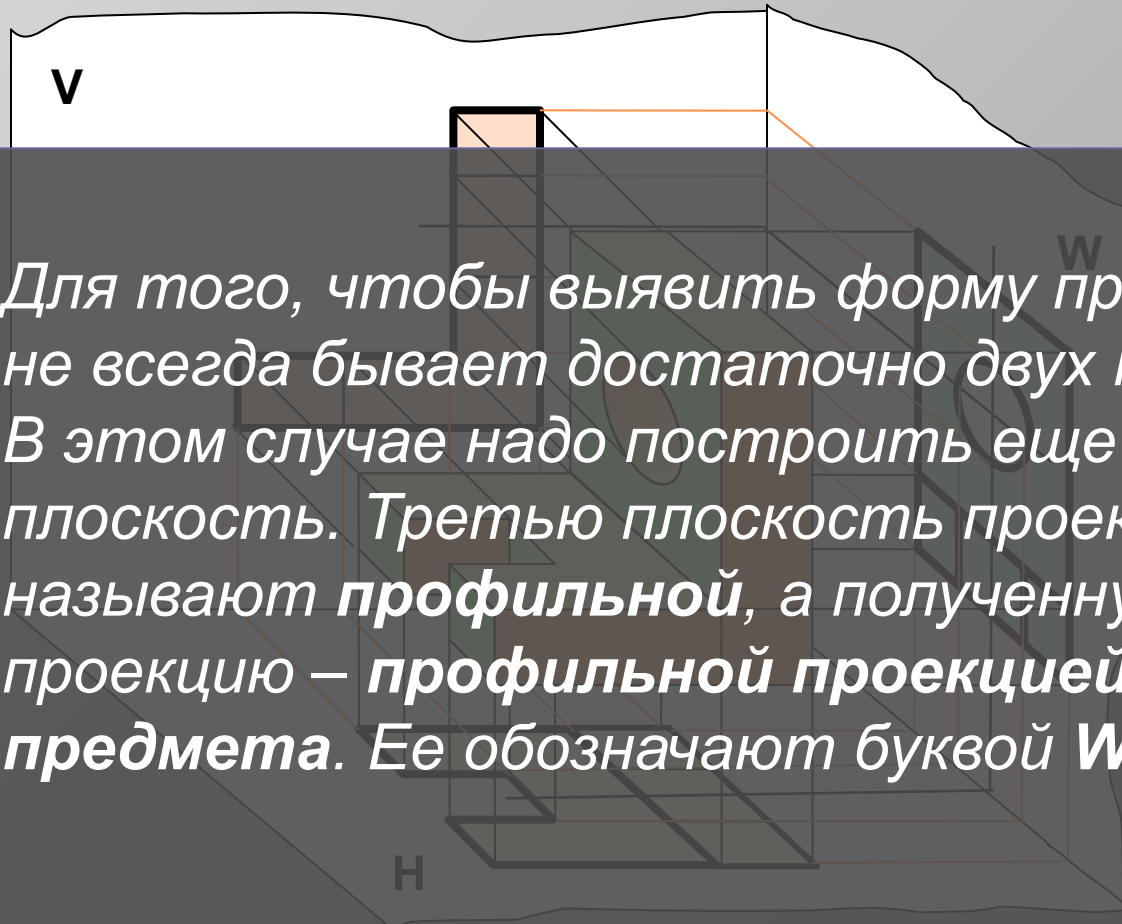 V
W
Для того, чтобы выявить форму пр
не всегда бывает достаточно двух
В этом случае надо построить еще
плоскость. Третью плоскость проек
называют профильной, а полученну
проекцию – профильной проекцией
предмета. Ее обозначают буквой W
H